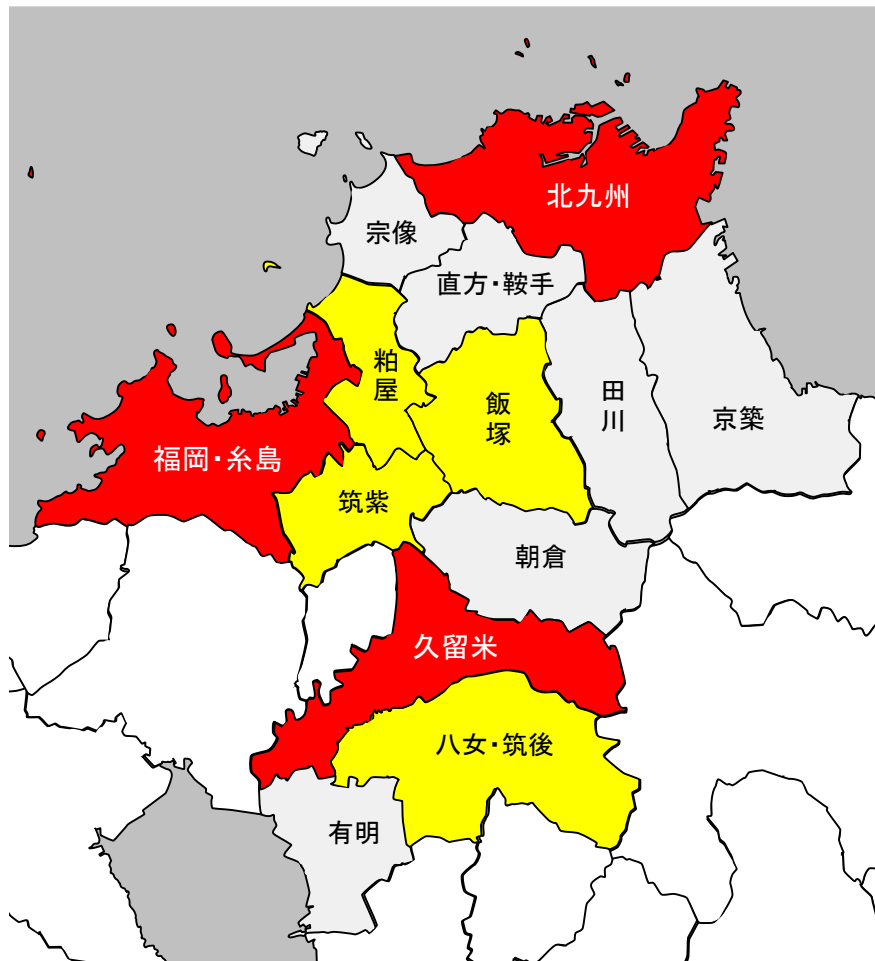 北九州
宗像
直方・鞍手
粕屋
飯塚
田川
京築
福岡・糸島
筑紫
朝倉
久留米
八女・筑後
有明